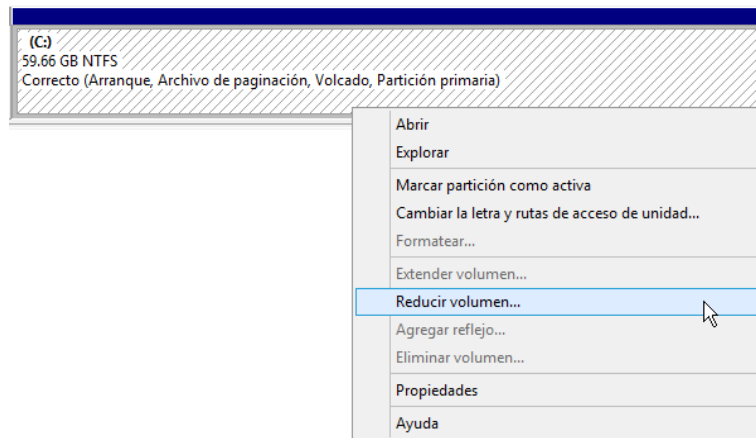 (C:)
59.66 GB NTFS
Correcto (Arranque, Archivo de paginación, Volcado, Partición primaria)
Abrir
Explorar
Marcar partición como activa
Cambiar la letra y rutas de acceso de unidad...
Formatear...
Extender volumen...
Reducir volumen...
Agregar reflejo...
Eliminar volumen...
Propiedades
Ayuda